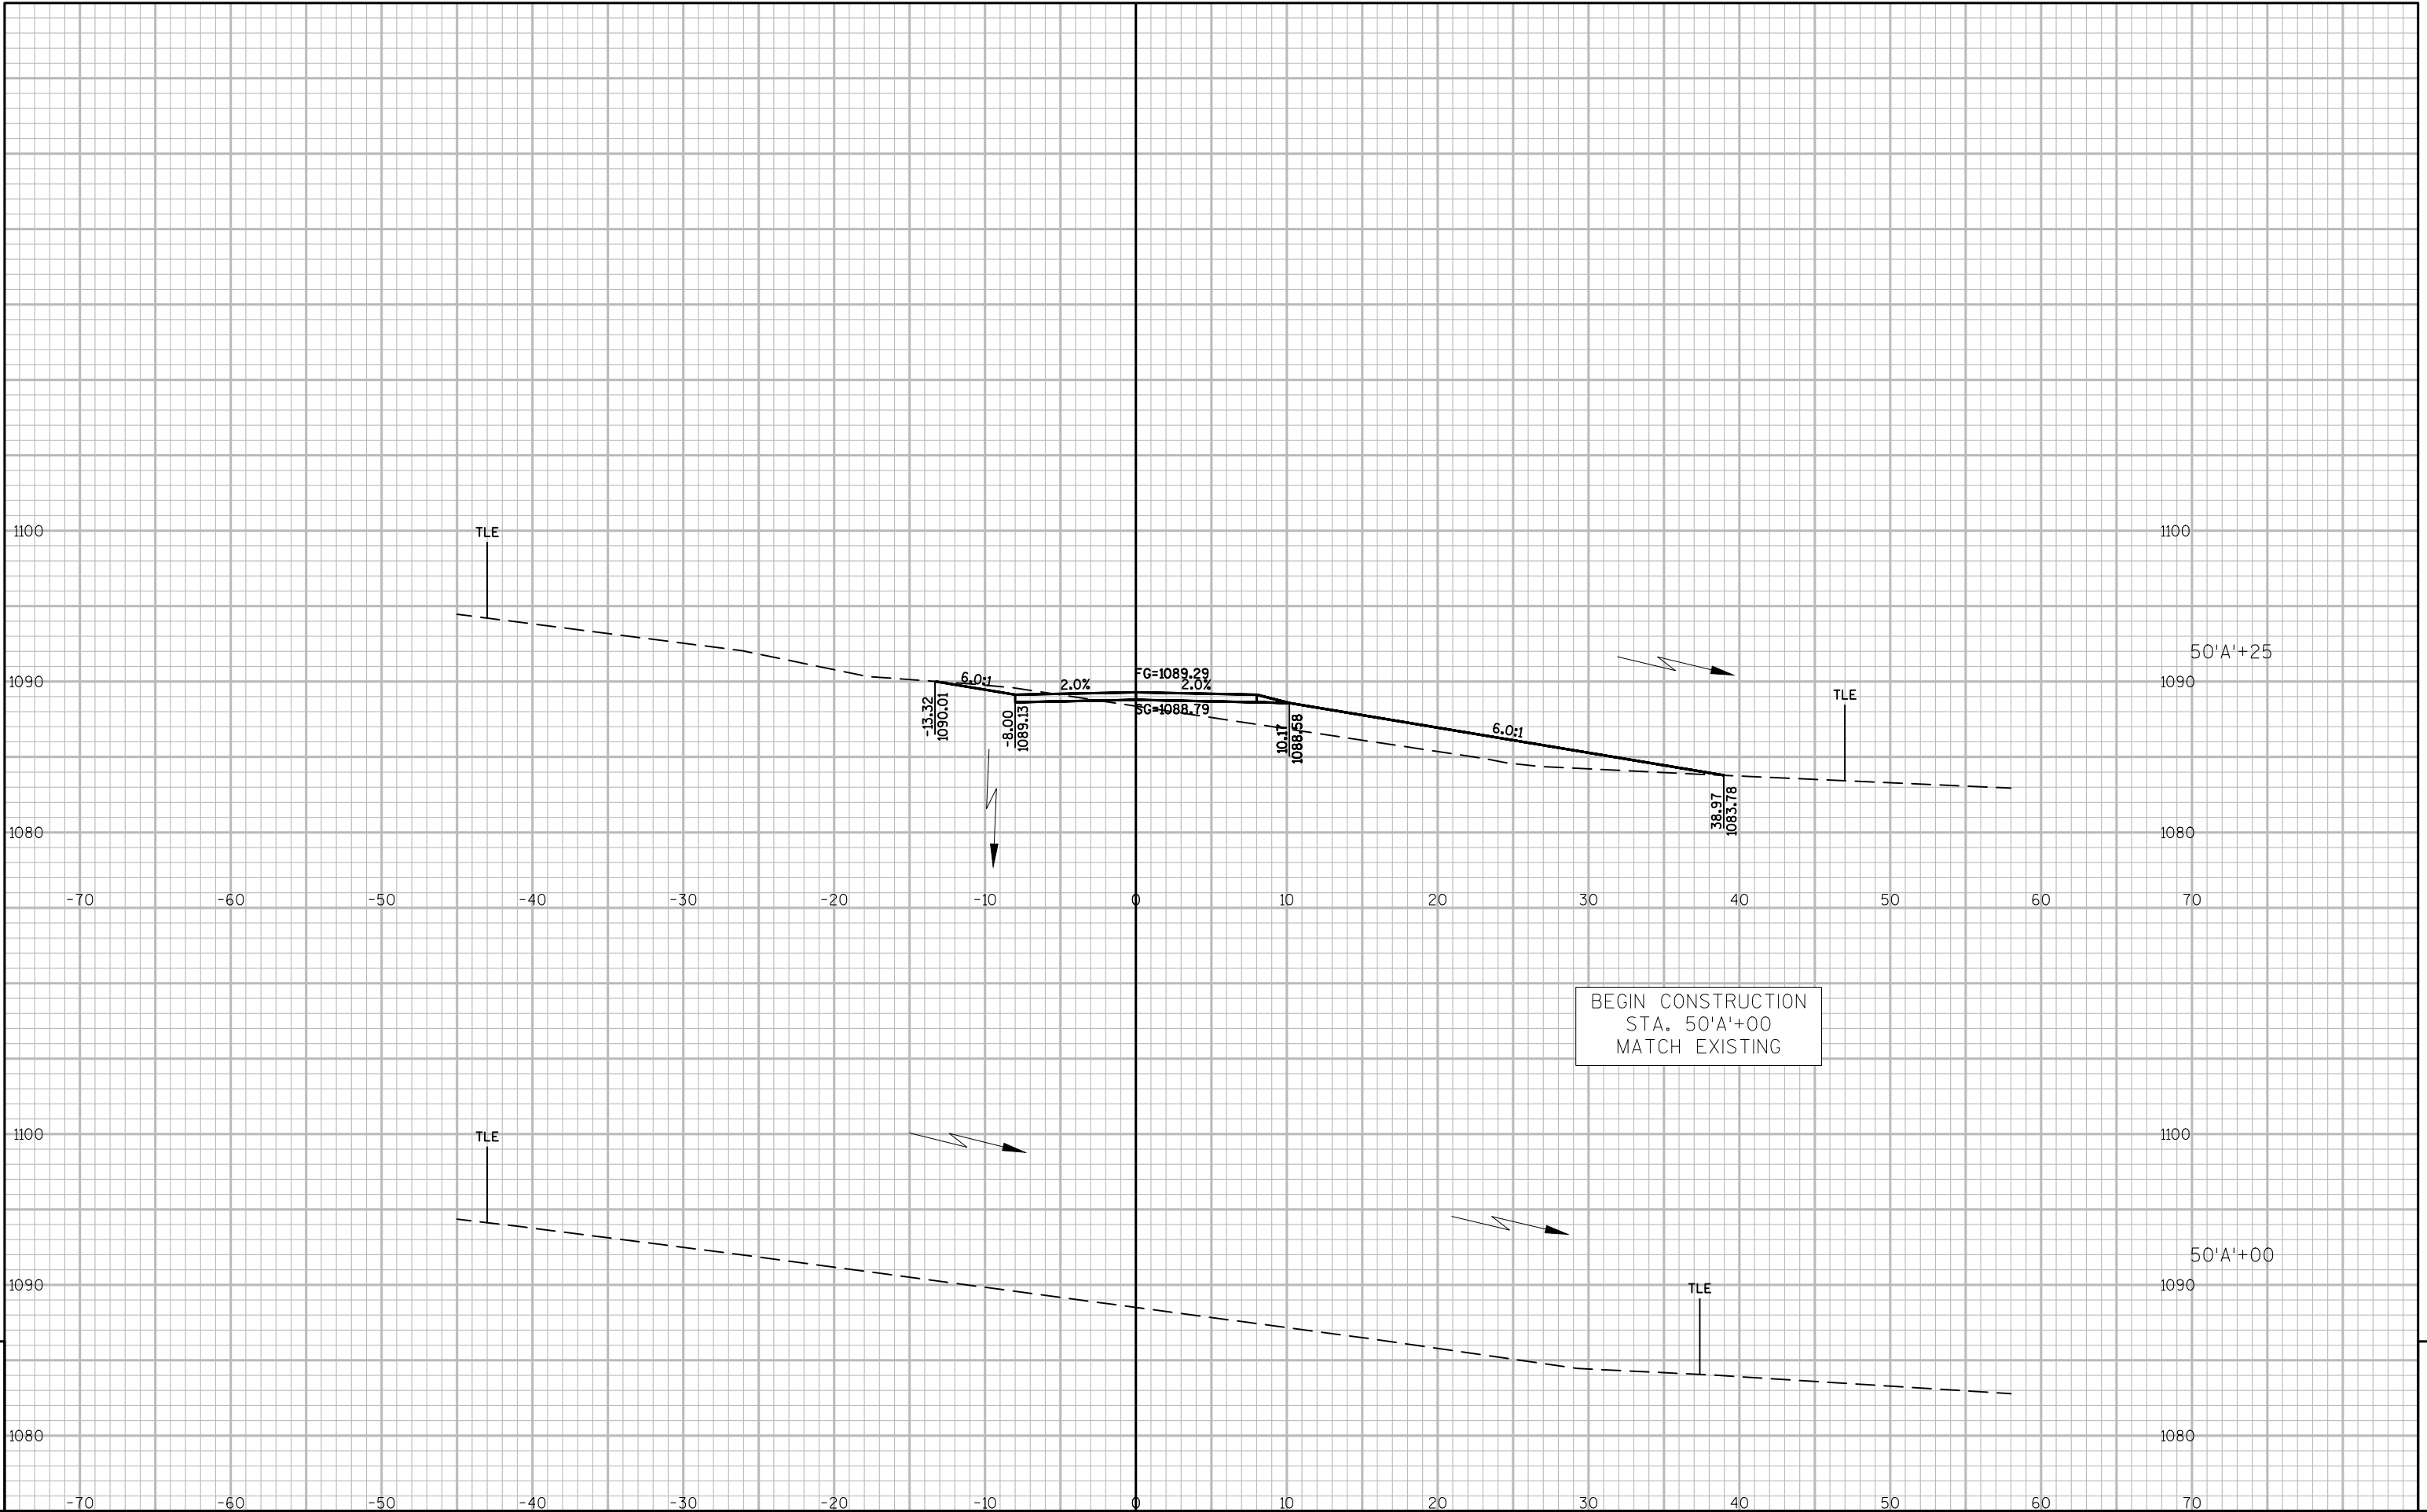 1100 TLE 1100
50'A'+25
1090 6.0:1 2.0% FG=1089.29 2.0% TLE 1090
-13.32 1090.01
-8.00 1089.13
SG=1088.79
10.17 1088.58
6.0:1
38.97 1083.78
1080 1080
-70 -60 -50 -40 -30 -20 -10 0 10 20 30 40 50 60 70
BEGIN CONSTRUCTION
STA. 50'A'+00
MATCH EXISTING
1100 TLE 1100
50'A'+00
1090 TLE 1090
1080 1080
-70 -60 -50 -40 -30 -20 -10 0 10 20 30 40 50 60 70